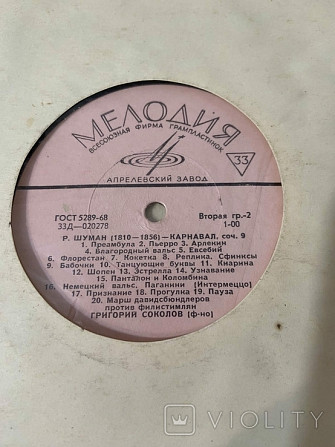 МЕЛОДИЯ
ВСЕСОЮЗНАЯ ФИРМА ГРАМПЛАСТИНОК
33
АПРЕЛЕВСКИЙ ЗАВОД
ГОСТ 5289-68 Вторая гр.-2
33Д—020278 1-00
Р. ШУМАН (1810—1856)—КАРНАВАЛ, соч. 9
1. Преамбула 2. Пьерро 3. Арлекин
4. Благородный вальс 5. Евсебий
6. Флорестан 7. Кокетка 8. Реплика. Сфинксы
9. Бабочки 10. Танцующие буквы 11. Киарина
12. Шопен 13. Эстрелла 14. Узнавание
15. Панталон и Коломбина
16. Немецкий вальс, Паганини (Интермеццо)
17. Признание 18. Прогулка 19. Пауза
20. Марш давидсбюндлеров
против филистимлян
ГРИГОРИЙ СОКОЛОВ (ф-но)
VIOLITY